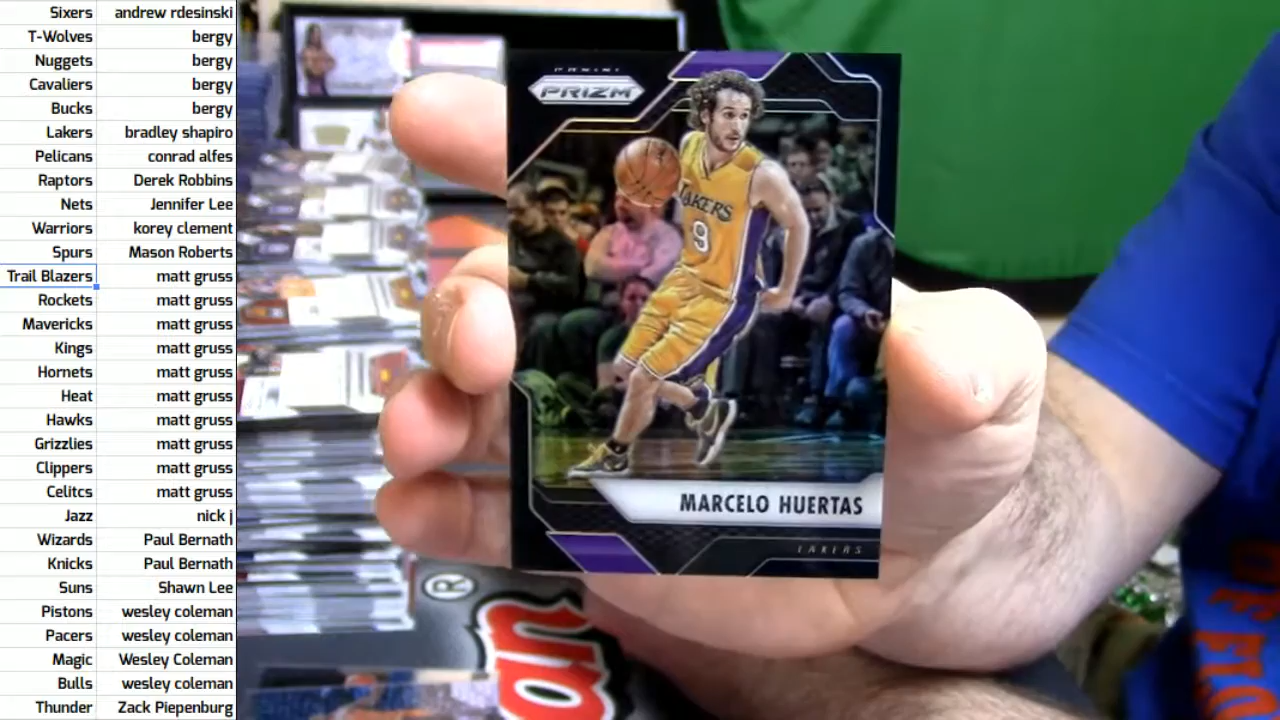 Sixers andrew rdesinski
T-Wolves bergy
Nuggets bergy
Cavaliers bergy
Bucks bergy
Lakers bradley shapiro
Pelicans conrad alfes
Raptors Derek Robbins
Nets Jennifer Lee
Warriors korey clement
Spurs Mason Roberts
Trail Blazers matt gruss
Rockets matt gruss
Mavericks matt gruss
Kings matt gruss
Hornets matt gruss
Heat matt gruss
Hawks matt gruss
Grizzlies matt gruss
Clippers matt gruss
Celitcs matt gruss
Jazz nick j
Wizards Paul Bernath
Knicks Paul Bernath
Suns Shawn Lee
Pistons wesley coleman
Pacers wesley coleman
Magic Wesley Coleman
Bulls wesley coleman
Thunder Zack Piepenburg
PANINI
PRIZM
LAKERS
9
MARCELO HUERTAS
LAKERS
®